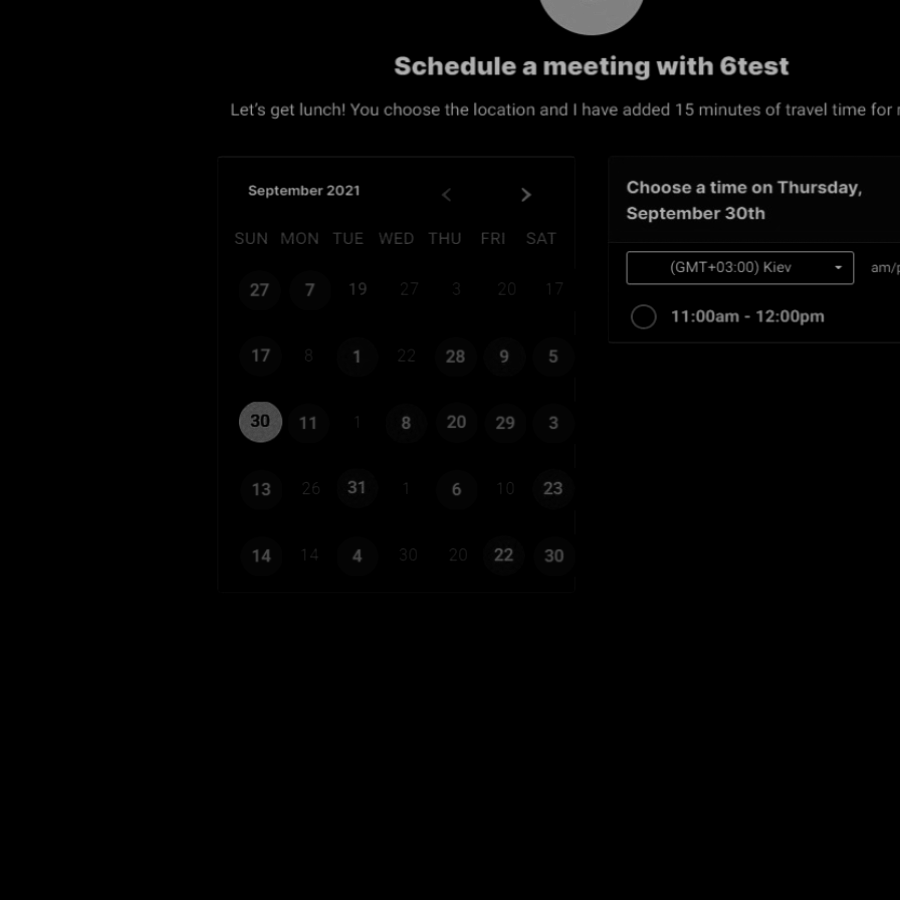 Schedule a meeting with 6test
Let's get lunch! You choose the location and I have added 15 minutes of travel time for
September 2021
SUN MON TUE WED THU FRI SAT
27 7 19 27 3 20 17
17 8 1 22 28 9 5
30 11 1 8 20 29 3
13 26 31 1 6 10 23
14 14 4 30 20 22 30
Choose a time on Thursday,
September 30th
(GMT+03:00) Kiev am/
11:00am - 12:00pm